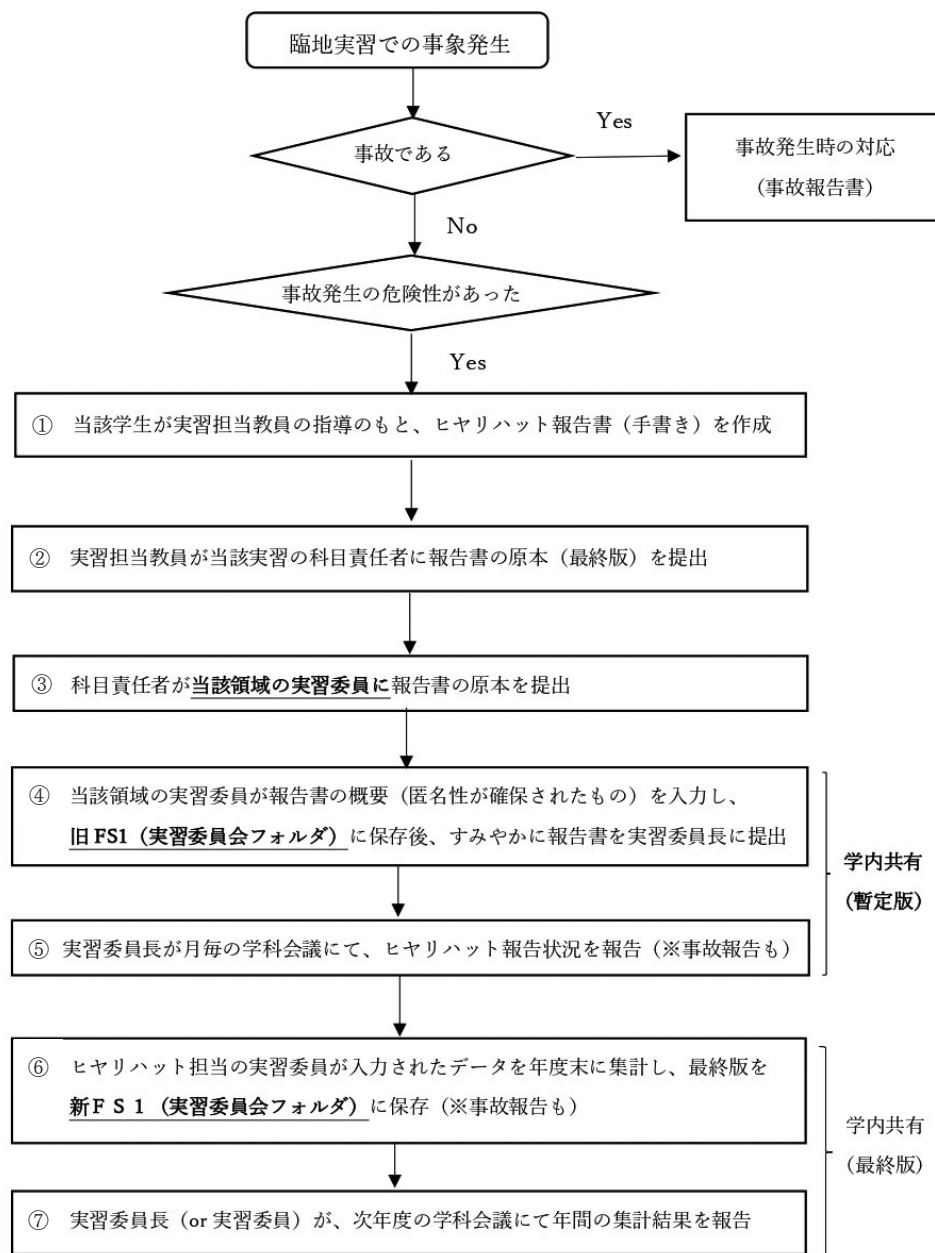 臨地実習での事象発生
事故である
Yes
事故発生時の対応
(事故報告書)
No
事故発生の危険性があった
Yes
① 当該学生が実習担当教員の指導のもと、ヒヤリハット報告書(手書き)を作成
② 実習担当教員が当該実習の科目責任者に報告書の原本(最終版)を提出
③ 科目責任者が当該領域の実習委員に報告書の原本を提出
④ 当該領域の実習委員が報告書の概要(匿名性が確保されたもの)を入力し、
旧 FS1(実習委員会フォルダ)に保存後、すみやかに報告書を実習委員長に提出
学内共有
(暫定版)
⑤ 実習委員長が月毎の学科会議にて、ヒヤリハット報告状況を報告(※事故報告も)
⑥ ヒヤリハット担当の実習委員が入力されたデータを年度末に集計し、最終版を
新FS1(実習委員会フォルダ)に保存(※事故報告も)
学内共有
(最終版)
⑦ 実習委員長(or 実習委員)が、次年度の学科会議にて年間の集計結果を報告